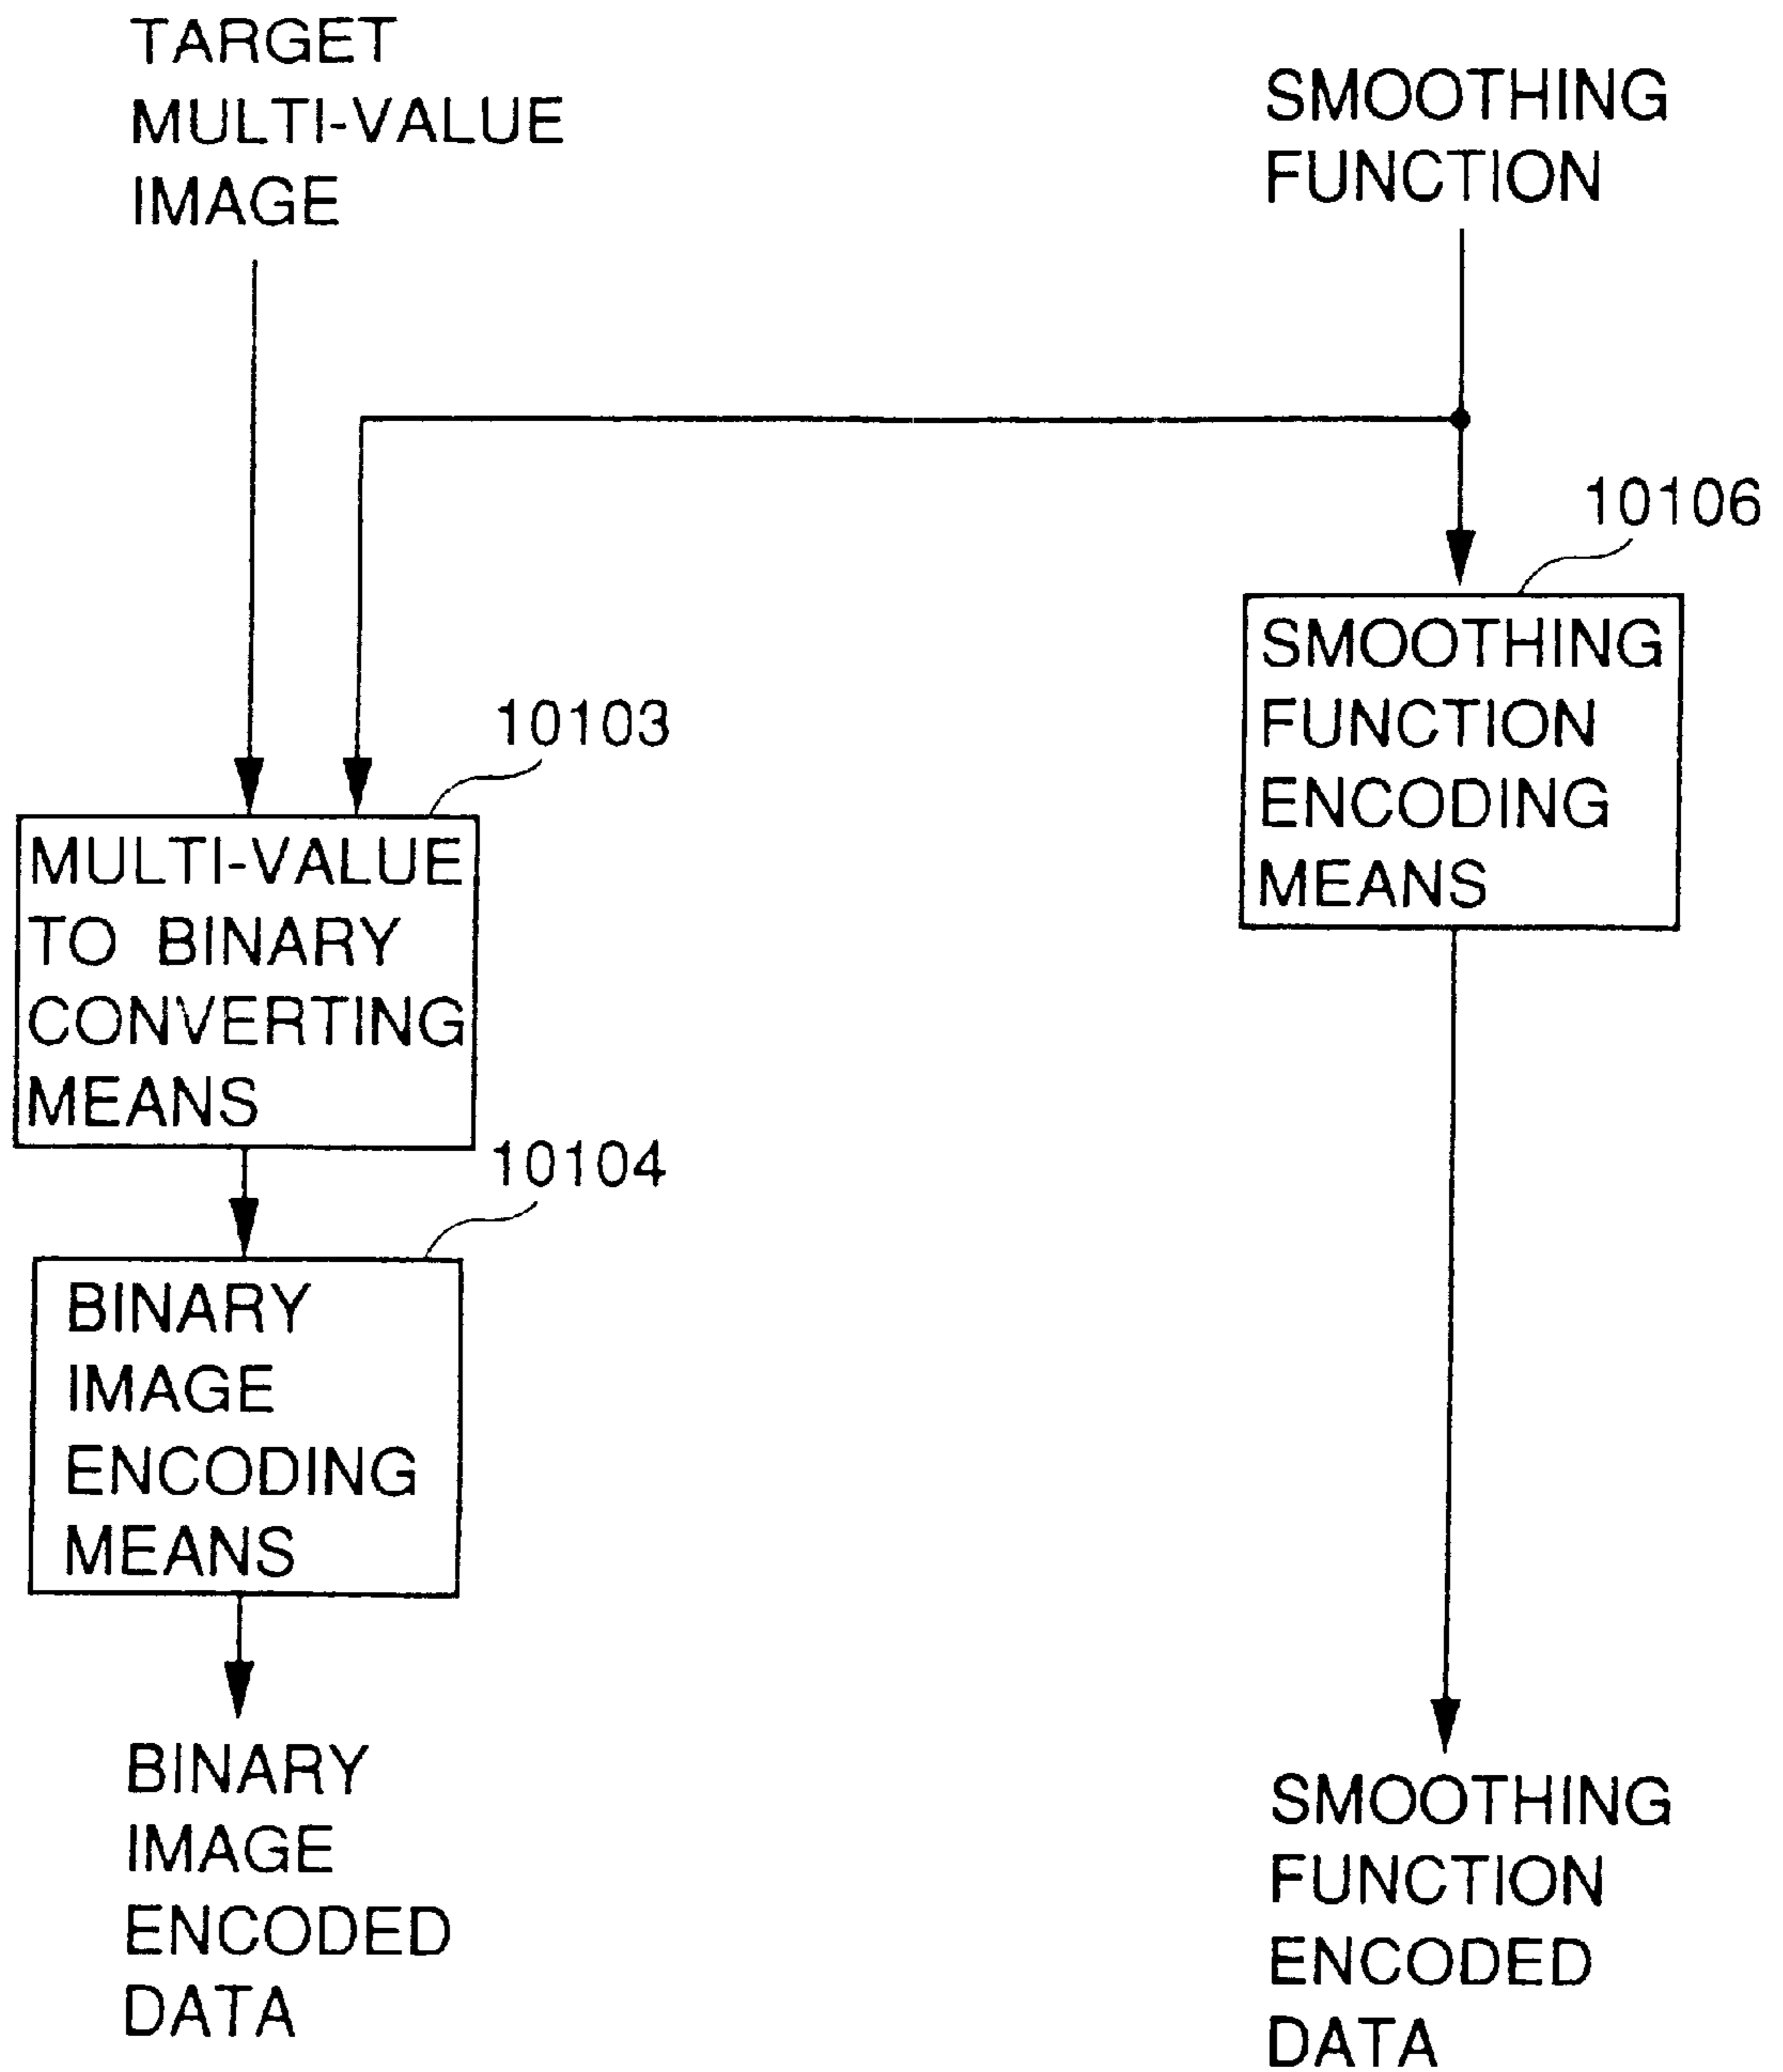 TARGET
MULTI-VALUE
IMAGE
SMOOTHING
FUNCTION
10106
SMOOTHING
FUNCTION
ENCODING
MEANS
10103
MULTI-VALUE
TO BINARY
CONVERTING
MEANS
10104
BINARY
IMAGE
ENCODING
MEANS
BINARY
IMAGE
ENCODED
DATA
SMOOTHING
FUNCTION
ENCODED
DATA